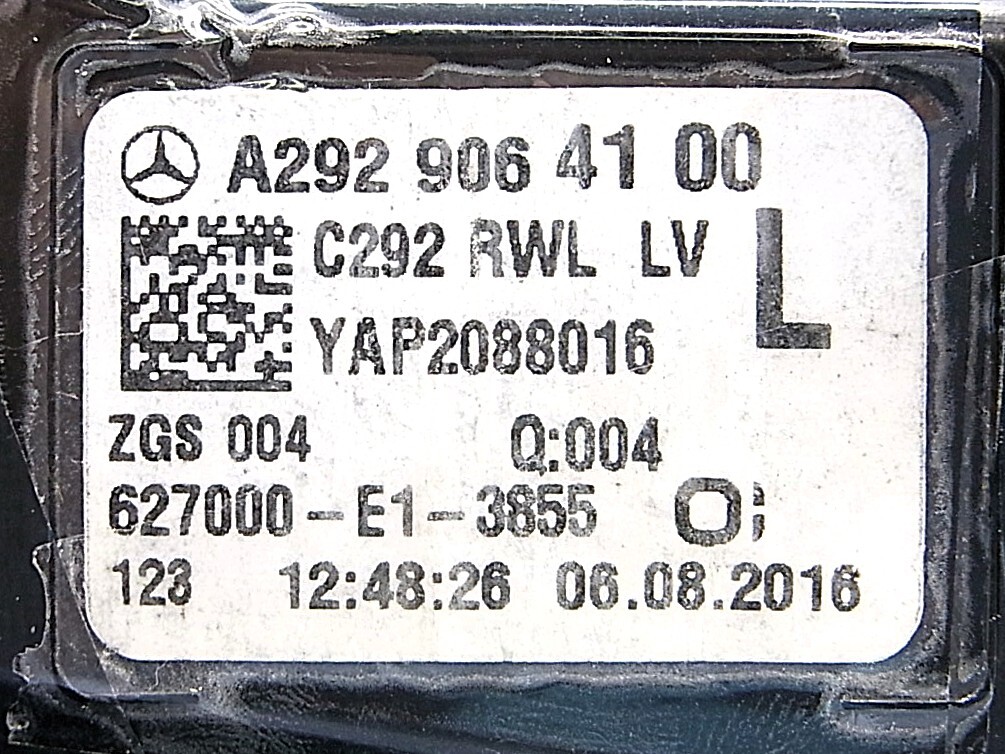 A292 906 41 00
C292 RWL LV L
YAP2088016
ZGS 004 Q:004
627000-E1-3855 O;
123 12:48:26 06.08.2016